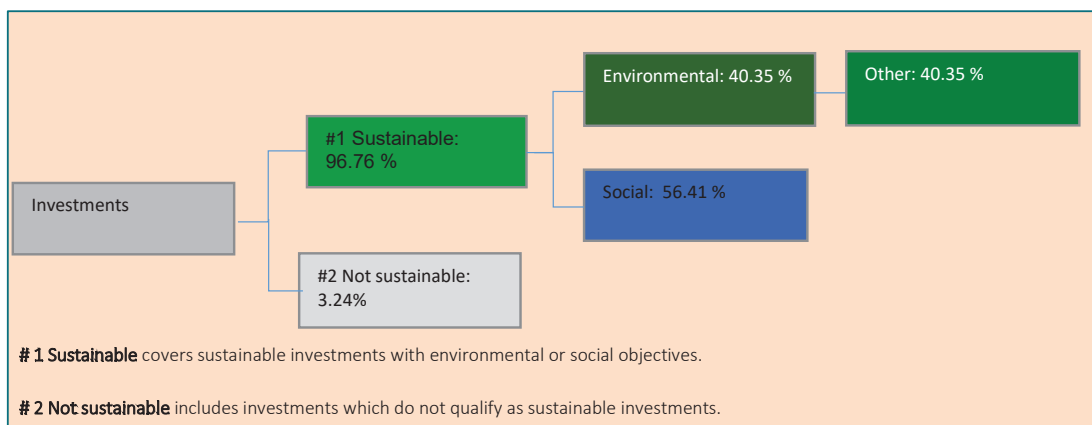 Environmental: 40.35 %
Other: 40.35 %
#1 Sustainable:
96.76 %
Social:  56.41 %
Investments
#2 Not sustainable:
3.24%
# 1 Sustainable covers sustainable investments with environmental or social objectives.
# 2 Not sustainable includes investments which do not qualify as sustainable investments.